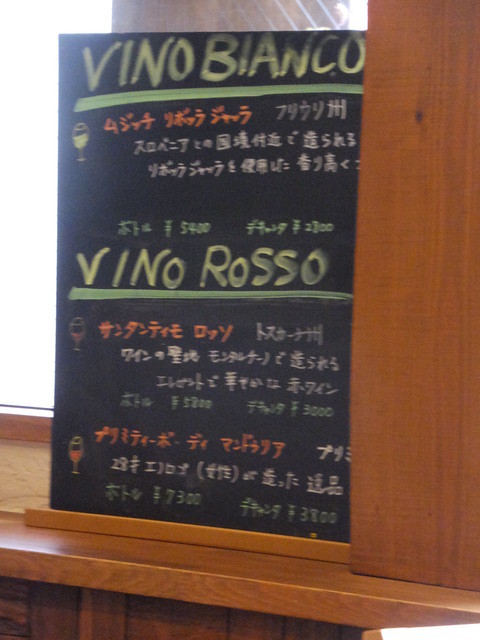 VINO BIANCO
ムジッチ リボッラ ジャッラ フリウリ州
スロベニアとの国境付近で造られる
リボッラジャッラを使用した香り高く
ボトル ¥5400 デキャンタ ¥2800
VINO ROSSO
サンタンティモ ロッソ トスカーナ州
ワインの聖地 モンタルチーノで造られる
エレガントで華やかな赤ワイン
ボトル ¥5800 デキャンタ ¥3000
プリミティーボ・ディ マンドゥリア プリミ
28才エノロゴ(女性)が造った逸品
ボトル ¥7300 デキャンタ ¥3800